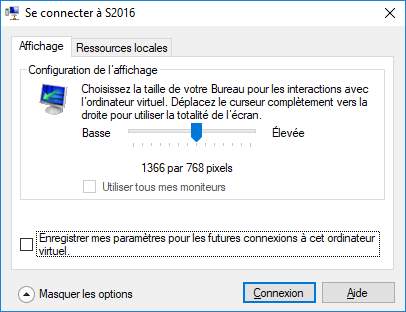 Se connecter à S2016
Affichage
Ressources locales
Configuration de l'affichage
Choisissez la taille de votre Bureau pour les interactions avec
l'ordinateur virtuel. Déplacez le curseur complètement vers la
droite pour utiliser la totalité de l'écran.
Basse
Élevée
1366 par 768 pixels
Utiliser tous mes moniteurs
Enregistrer mes paramètres pour les futures connexions à cet ordinateur
virtuel.
Masquer les options
Connexion
Aide